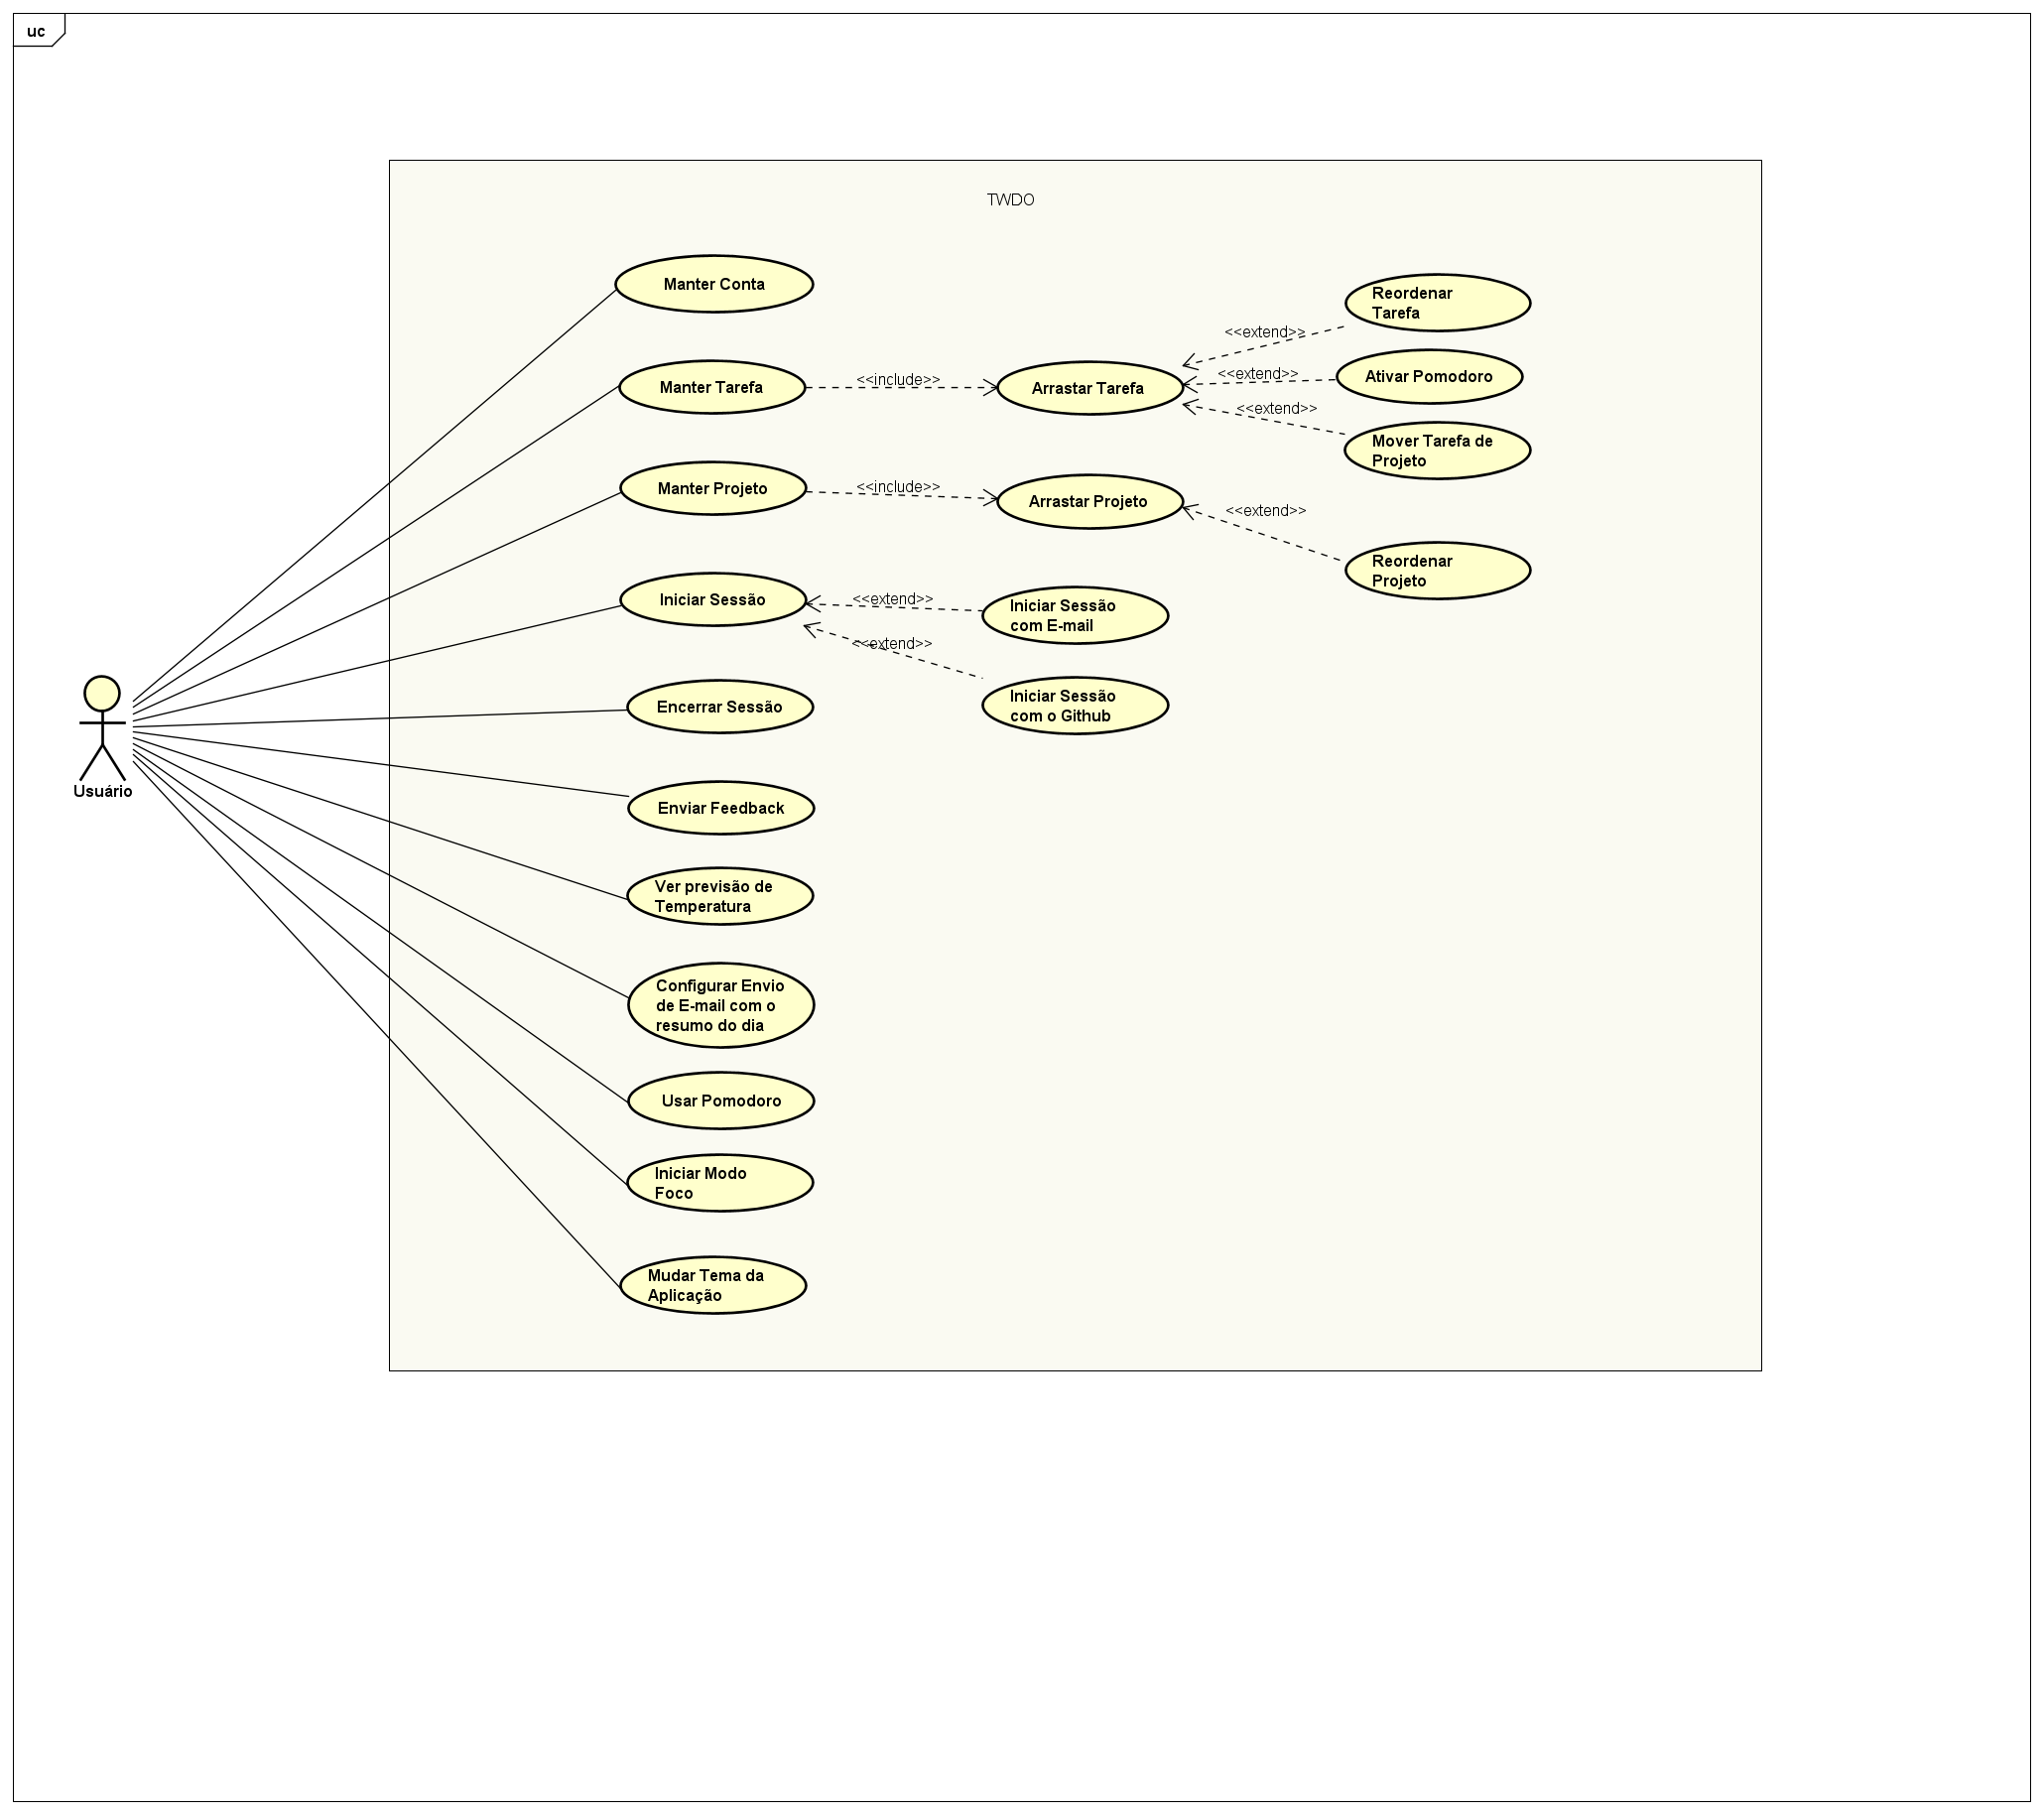 uc
TWDO
Manter Conta
Reordenar
Tarefa
<<extend>>
Manter Tarefa
<<include>>
Arrastar Tarefa
<<extend>>
Ativar Pomodoro
<<extend>>
Mover Tarefa de
Projeto
Manter Projeto
<<include>>
Arrastar Projeto
<<extend>>
Reordenar
Projeto
Iniciar Sessão
<<extend>>
Iniciar Sessão
com E-mail
<<extend>>
Iniciar Sessão
com o Github
Encerrar Sessão
Usuário
Enviar Feedback
Ver previsão de
Temperatura
Configurar Envio
de E-mail com o
resumo do dia
Usar Pomodoro
Iniciar Modo
Foco
Mudar Tema da
Aplicação